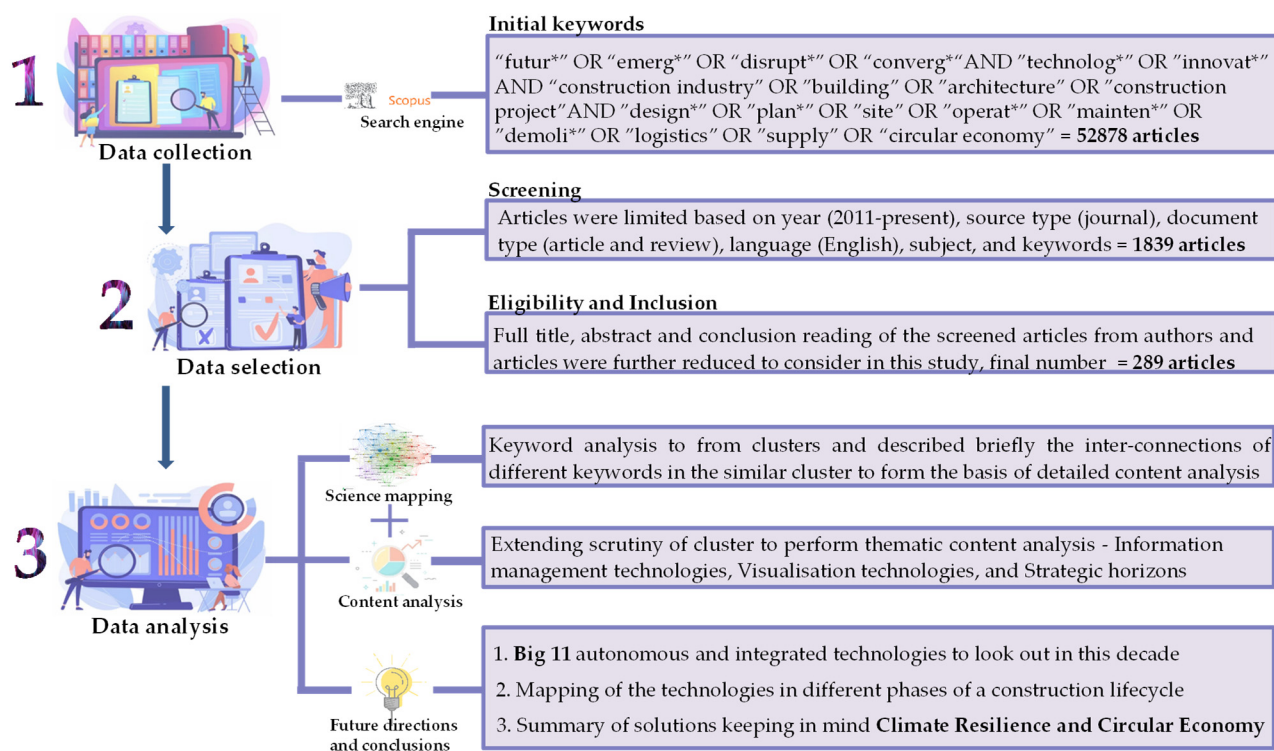 1
Data collection
Scopus
Search engine
Initial keywords
“futur*” OR “emerg*” OR “disrupt*” OR “converg*“AND ”technolog*” OR ”innovat*”
AND “construction industry” OR ”building” OR ”architecture” OR “construction
project”AND ”design*” OR ”plan*” OR ”site” OR ”operat*” OR ”mainten*” OR
”demoli*” OR ”logistics” OR ”supply” OR “circular economy” = 52878 articles
2
Data selection
Screening
Articles were limited based on year (2011-present), source type (journal), document
type (article and review), language (English), subject, and keywords = 1839 articles
Eligibility and Inclusion
Full title, abstract and conclusion reading of the screened articles from authors and
articles were further reduced to consider in this study, final number = 289 articles
3
Data analysis
Science mapping
Keyword analysis to from clusters and described briefly the inter-connections of
different keywords in the similar cluster to form the basis of detailed content analysis
Content analysis
Extending scrutiny of cluster to perform thematic content analysis - Information
management technologies, Visualisation technologies, and Strategic horizons
Future directions
and conclusions
1. Big 11 autonomous and integrated technologies to look out in this decade
2. Mapping of the technologies in different phases of a construction lifecycle
3. Summary of solutions keeping in mind Climate Resilience and Circular Economy